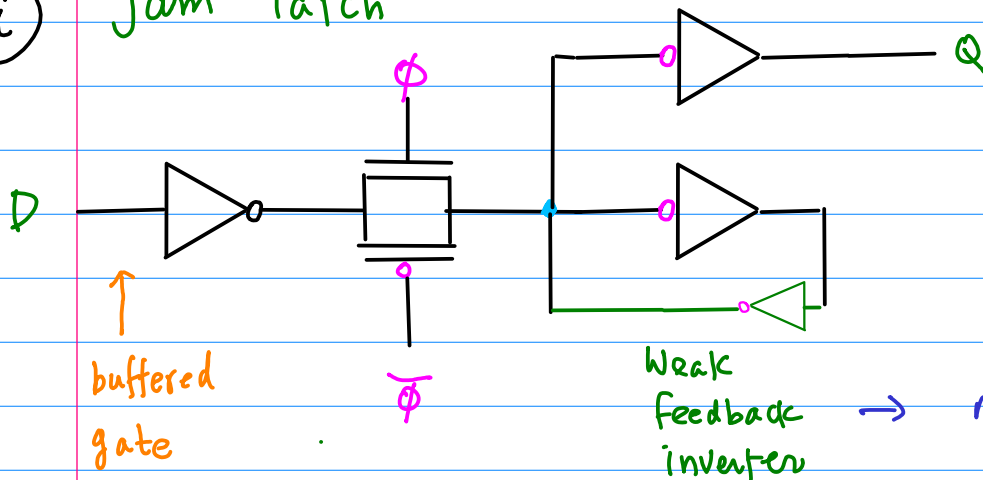 Jam latch
ϕ
Q
D
ϕ̅
buffered
gate
Weak
feedback →
inverter